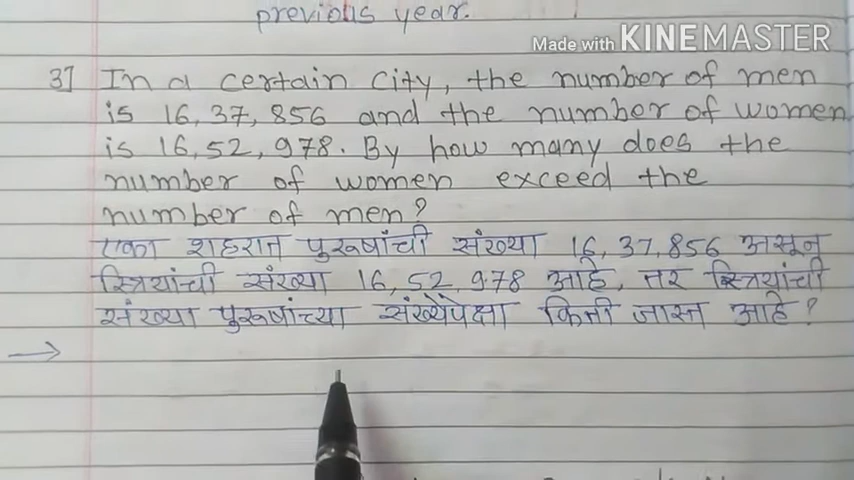 previous year.
Made with KINEMASTER
3] In a certain city, the number of men
is 16,37,856 and the number of women
is 16,52,978. By how many does the
number of women exceed the
number of men?
एका शहरात पुरूषांची संख्या 16,37,856 असून
स्त्रियांची संख्या 16,52,978 आहे, तर स्त्रियांची
संख्या पुरूषांच्या संख्येपेक्षा किती जास्त आहे?